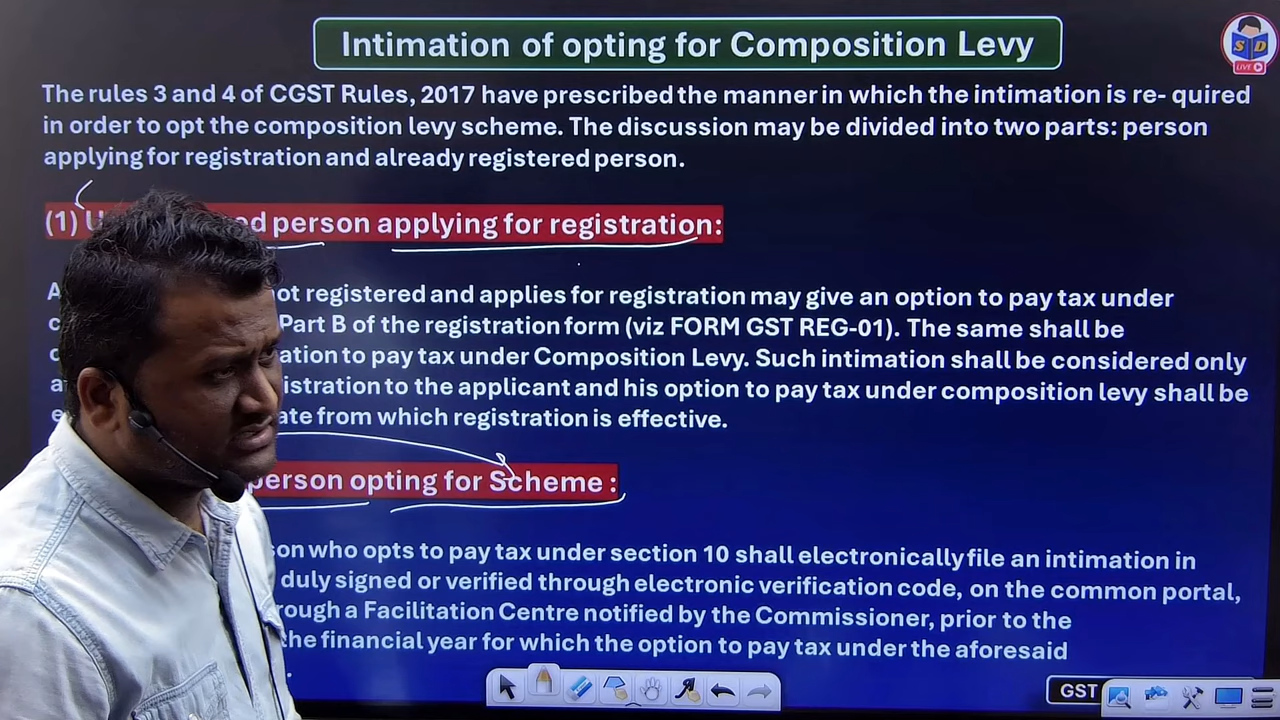 Intimation of opting for Composition Levy
S D
LIVE
The rules 3 and 4 of CGST Rules, 2017 have prescribed the manner in which the intimation is re- quired
in order to opt the composition levy scheme. The discussion may be divided into two parts: person
applying for registration and already registered person.
(1) U ed person applying for registration:
A ot registered and applies for registration may give an option to pay tax under
c Part B of the registration form (viz FORM GST REG-01). The same shall be
ation to pay tax under Composition Levy. Such intimation shall be considered only
a istration to the applicant and his option to pay tax under composition levy shall be
e ate from which registration is effective.
person opting for Scheme :
son who opts to pay tax under section 10 shall electronically file an intimation in
duly signed or verified through electronic verification code, on the common portal,
rough a Facilitation Centre notified by the Commissioner, prior to the
the financial year for which the option to pay tax under the aforesaid
.
GST